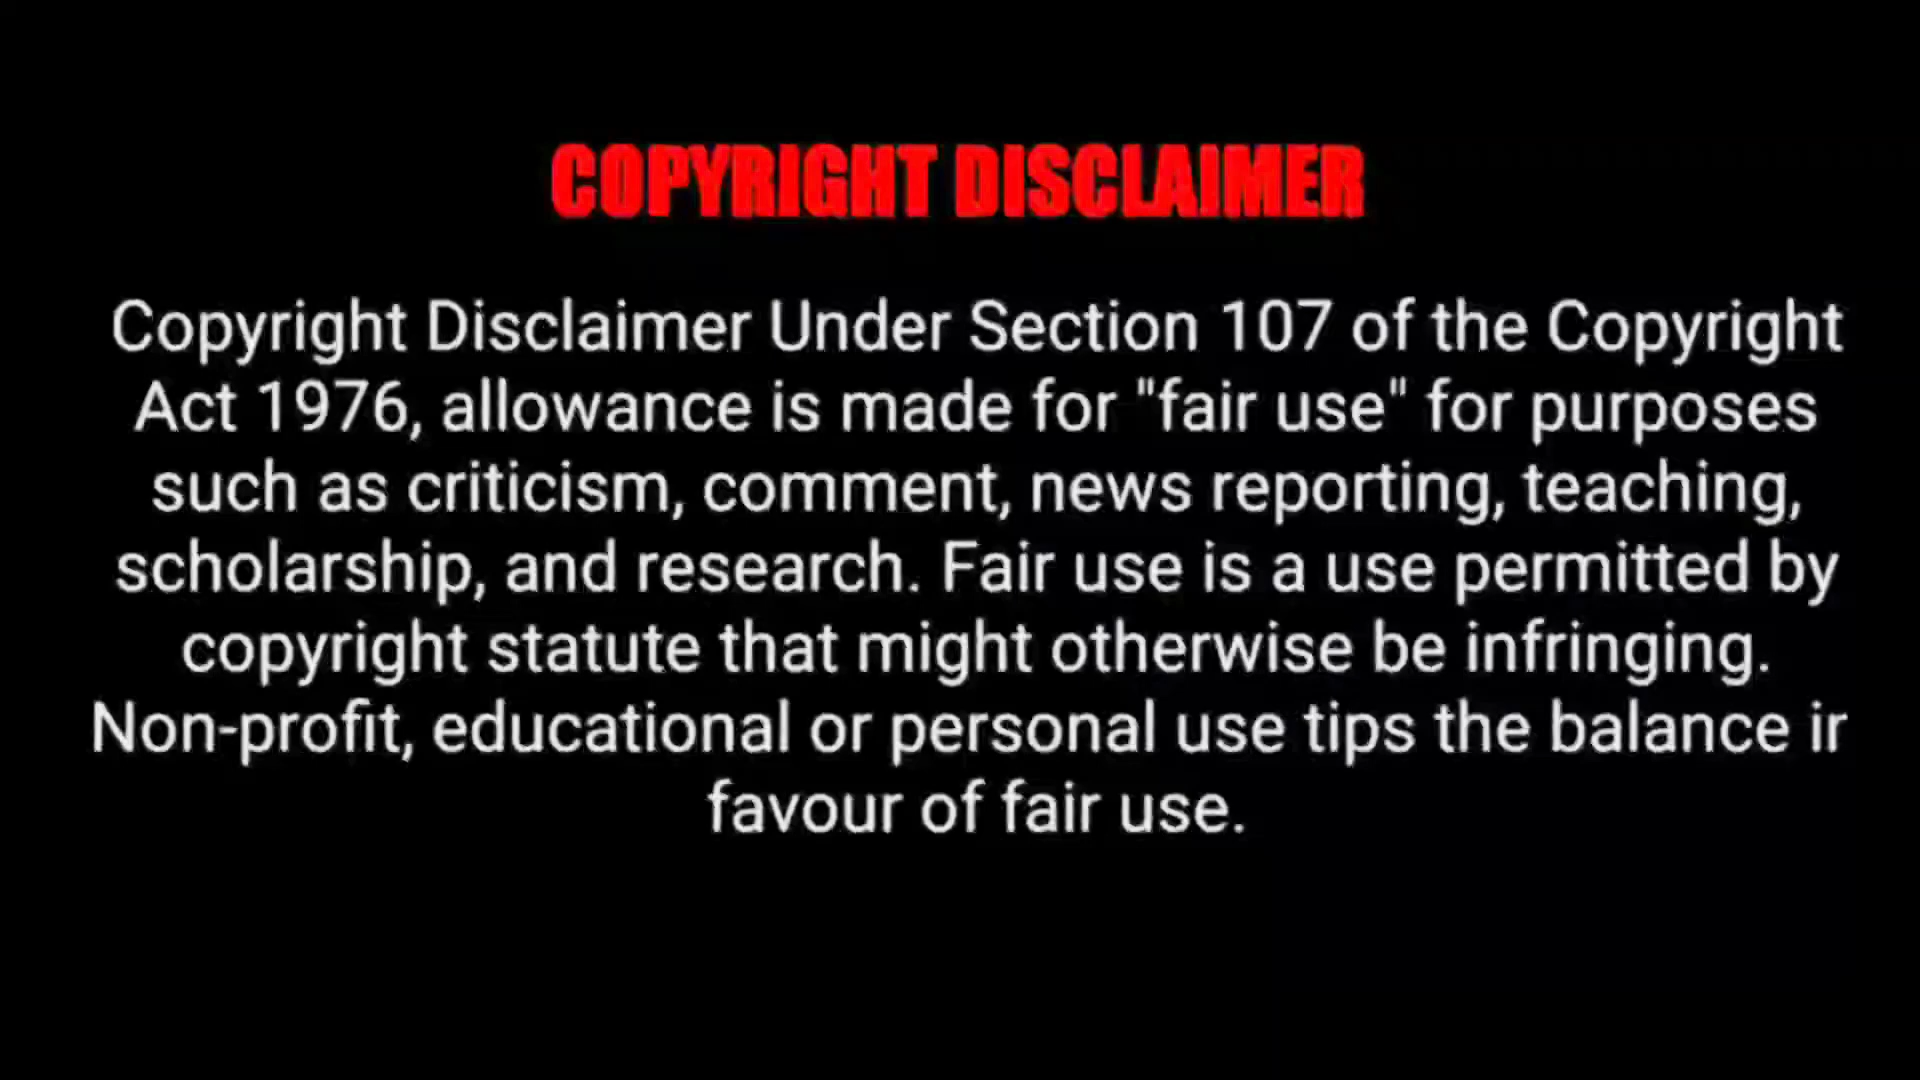 COPYRIGHT DISCLAIMER
Copyright Disclaimer Under Section 107 of the Copyright
Act 1976, allowance is made for "fair use" for purposes
such as criticism, comment, news reporting, teaching,
scholarship, and research. Fair use is a use permitted by
copyright statute that might otherwise be infringing.
Non-profit, educational or personal use tips the balance ir
favour of fair use.